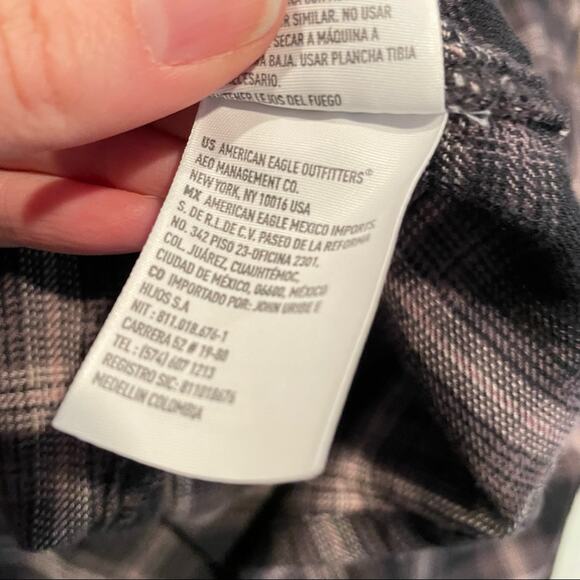 R SIMILAR. NO USAR
SECAR A MÁQUINA A
A BAJA. USAR PLANCHA TIBIA
ECESARIO.
LEJOS DEL FUEGO
US AMERICAN EAGLE OUTFITTERS®
AEO MANAGEMENT CO.
NEW YORK, NY 10016 USA
MX AMERICAN EAGLE MEXICO IMPORTS
S. DE R.L.DE C.V. PASEO DE LA REFORMA
NO. 342 PISO 23-OFICINA 2301,
COL. JUÁREZ, CUAUHTÉMOC,
CIUDAD DE MÉXICO, 06600, MÉXICO
CO IMPORTADO POR: JOHN URIBE E
HIJOS S.A
NIT : 811.018.676-1
CARRERA 52 # 19-80
TEL : (574) 607 1213
REGISTRO SIC: 811018676
MEDELLIN COLOMBIA